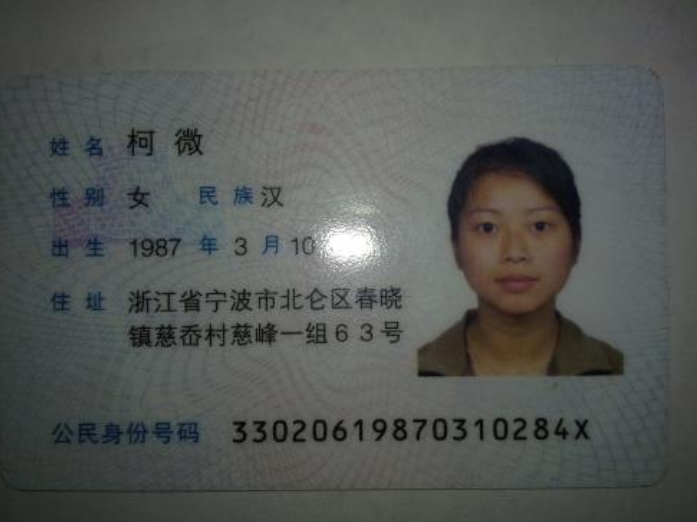 姓名 柯微
性别 女 民族 汉
出生 1987 年 3 月 10
住址 浙江省宁波市北仑区春晓
镇慈岙村慈峰一组63号
公民身份号码 33020619870310284X